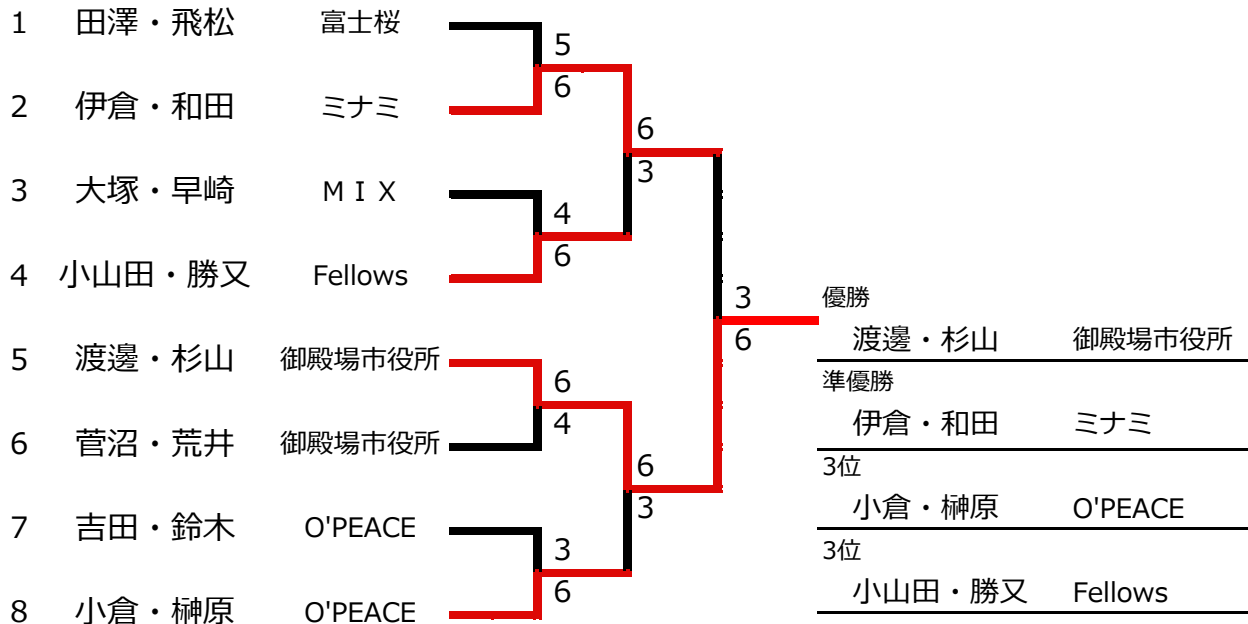 1 田澤・飛松 富士桜
5
6
2 伊倉・和田 ミナミ
6
3
3 大塚・早崎 ＭＩＸ
4
6
4 小山田・勝又 Fellows
3
6
5 渡邊・杉山 御殿場市役所
6
4
6 菅沼・荒井 御殿場市役所
6
3
7 吉田・鈴木 O'PEACE
3
6
8 小倉・榊原 O'PEACE
優勝
渡邊・杉山 御殿場市役所
準優勝
伊倉・和田 ミナミ
3位
小倉・榊原 O'PEACE
3位
小山田・勝又 Fellows